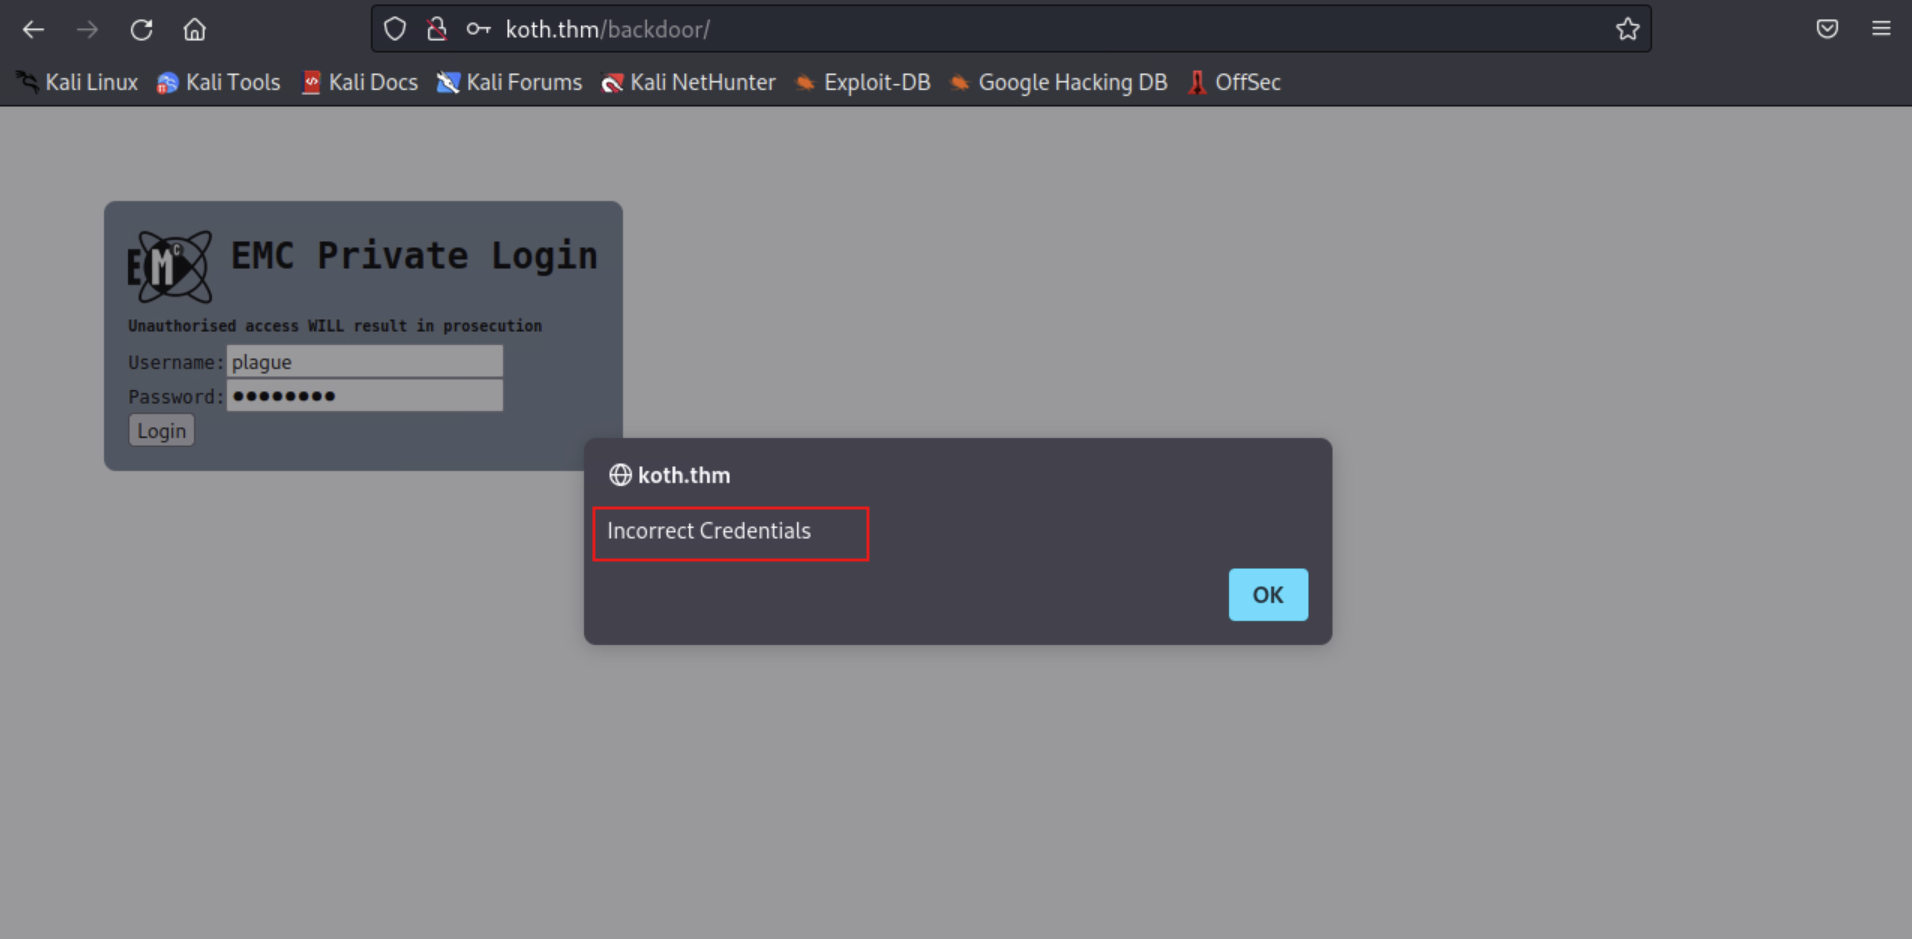 koth.thm/backdoor/
Kali Linux Kali Tools Kali Docs Kali Forums Kali NetHunter Exploit-DB Google Hacking DB OffSec
EMC EMC Private Login
Unauthorised access WILL result in prosecution
Username: plague
Password: ●●●●●●●●
Login
koth.thm
Incorrect Credentials
OK